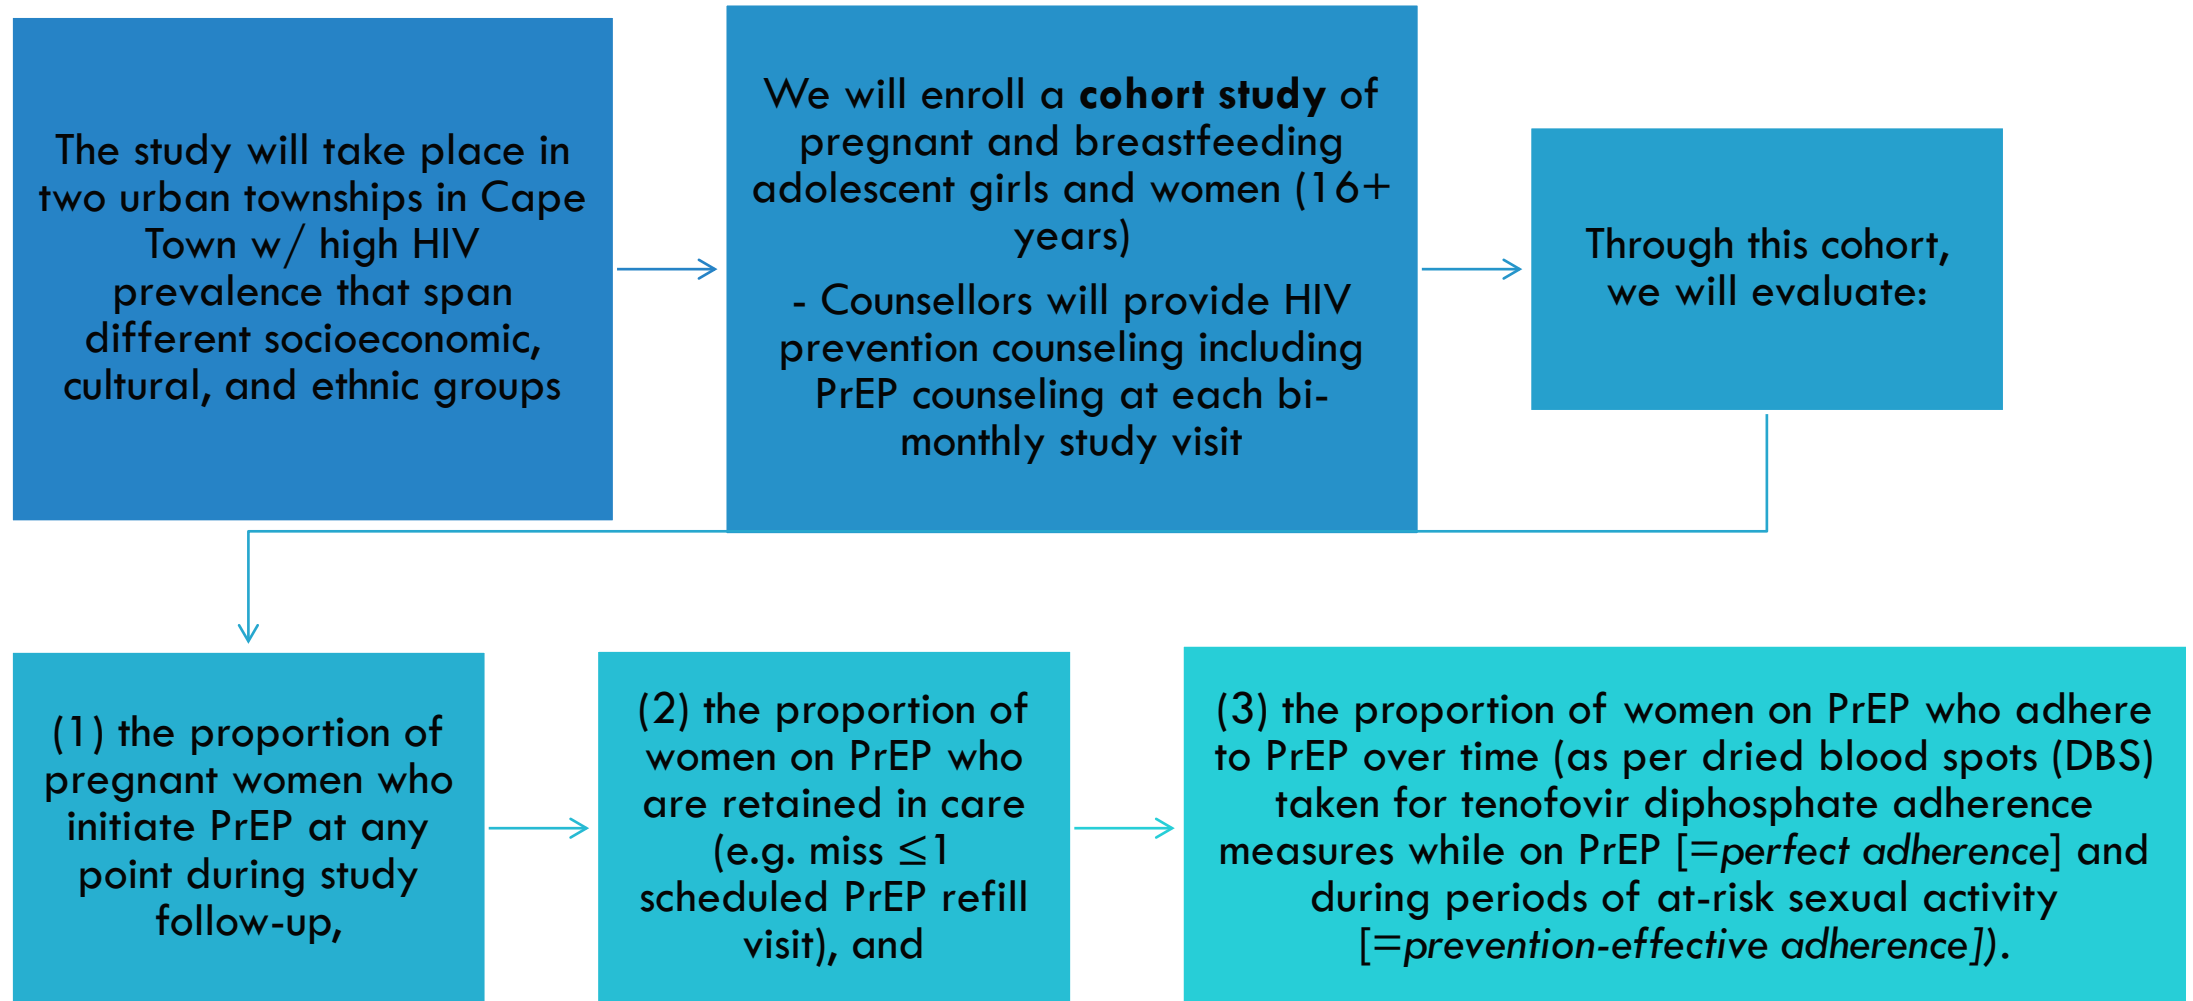 The study will take place in
two urban townships in Cape
Town w/ high HIV
prevalence that span
different socioeconomic,
cultural, and ethnic groups
We will enroll a cohort study of
pregnant and breastfeeding
adolescent girls and women (16+
years)
- Counsellors will provide HIV
prevention counseling including
PrEP counseling at each bi-
monthly study visit
Through this cohort,
we will evaluate:
(1) the proportion of
pregnant women who
initiate PrEP at any
point during study
follow-up,
(2) the proportion of
women on PrEP who
are retained in care
(e.g. miss ≤1
scheduled PrEP refill
visit), and
(3) the proportion of women on PrEP who adhere
to PrEP over time (as per dried blood spots (DBS)
taken for tenofovir diphosphate adherence
measures while on PrEP [=perfect adherence] and
during periods of at-risk sexual activity
[=prevention-effective adherence]).